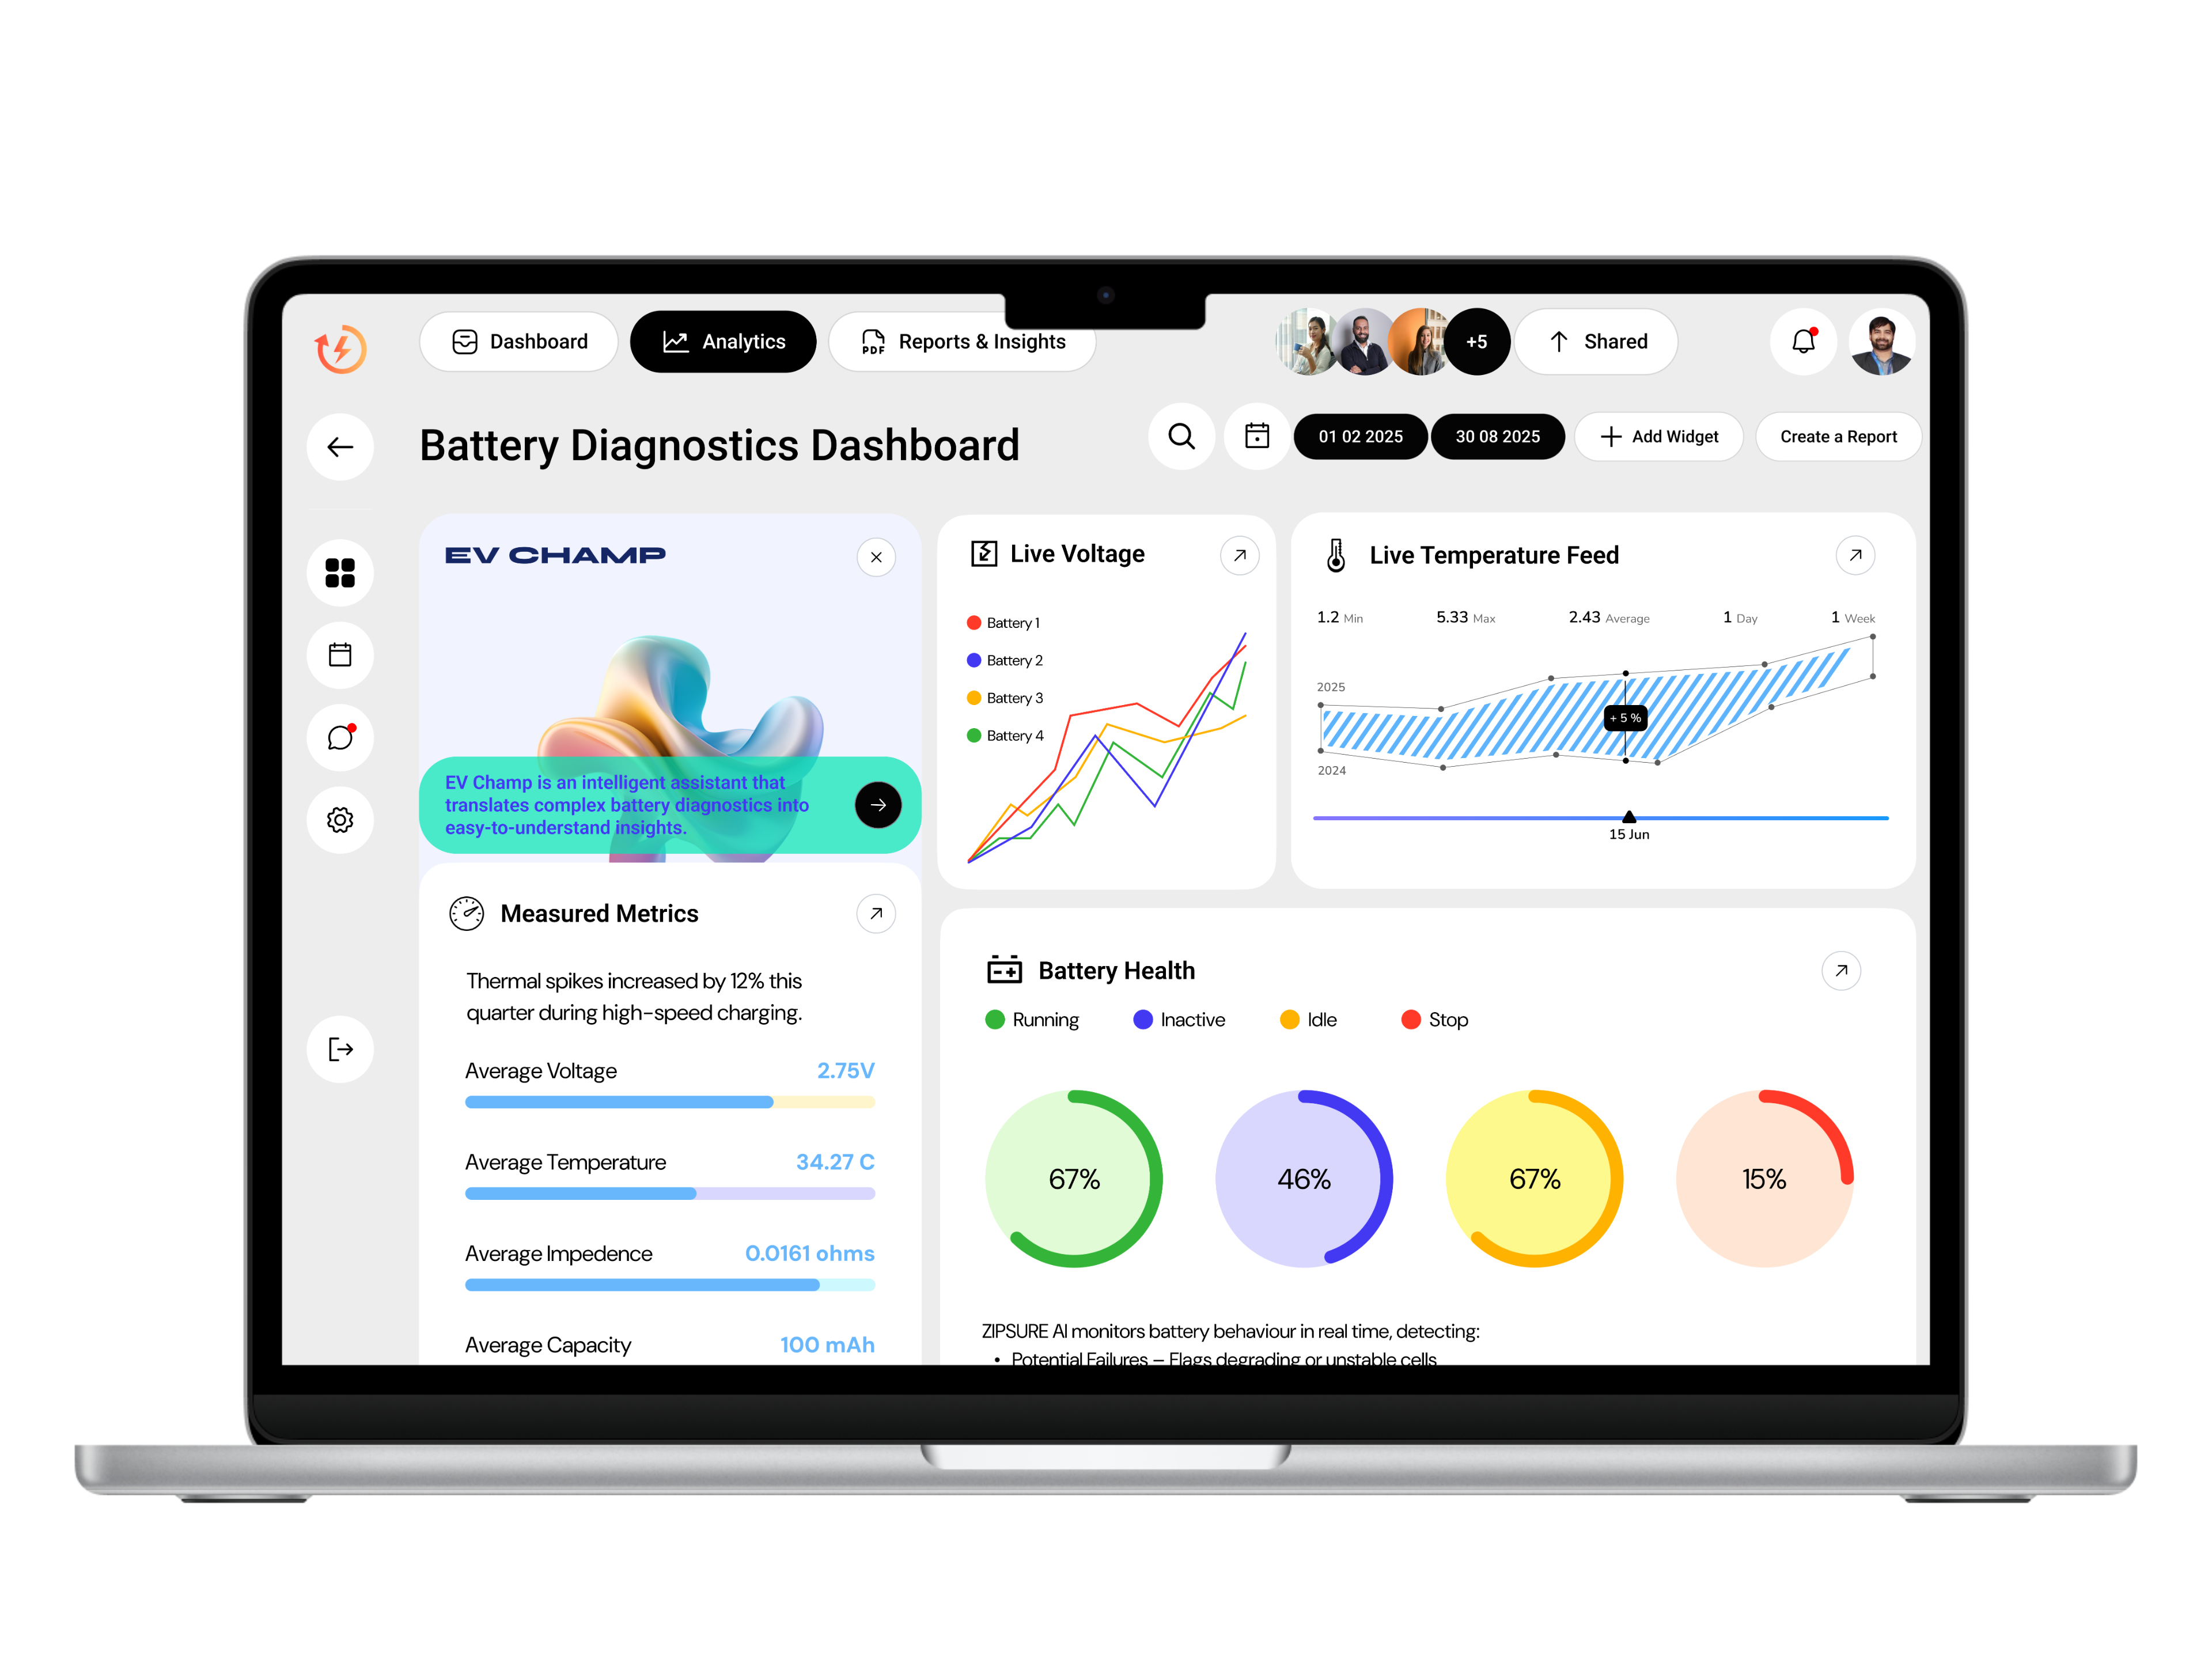 Dashboard
Analytics
PDF
Reports & Insights
+5
Shared
Battery Diagnostics Dashboard
01 02 2025
30 08 2025
Add Widget
Create a Report
EV CHAMP
EV Champ is an intelligent assistant that
translates complex battery diagnostics into
easy-to-understand insights.
Live Voltage
Battery 1
Battery 2
Battery 3
Battery 4
Live Temperature Feed
1.2 Min
5.33 Max
2.43 Average
1 Day
1 Week
2025
+ 5 %
2024
15 Jun
Measured Metrics
Thermal spikes increased by 12% this
quarter during high-speed charging.
Average Voltage 2.75V
Average Temperature 34.27 C
Average Impedence 0.0161 ohms
Average Capacity 100 mAh
Battery Health
Running
Inactive
Idle
Stop
67%
46%
67%
15%
ZIPSURE AI monitors battery behaviour in real time, detecting:
• Potential Failures – Flags degrading or unstable cells